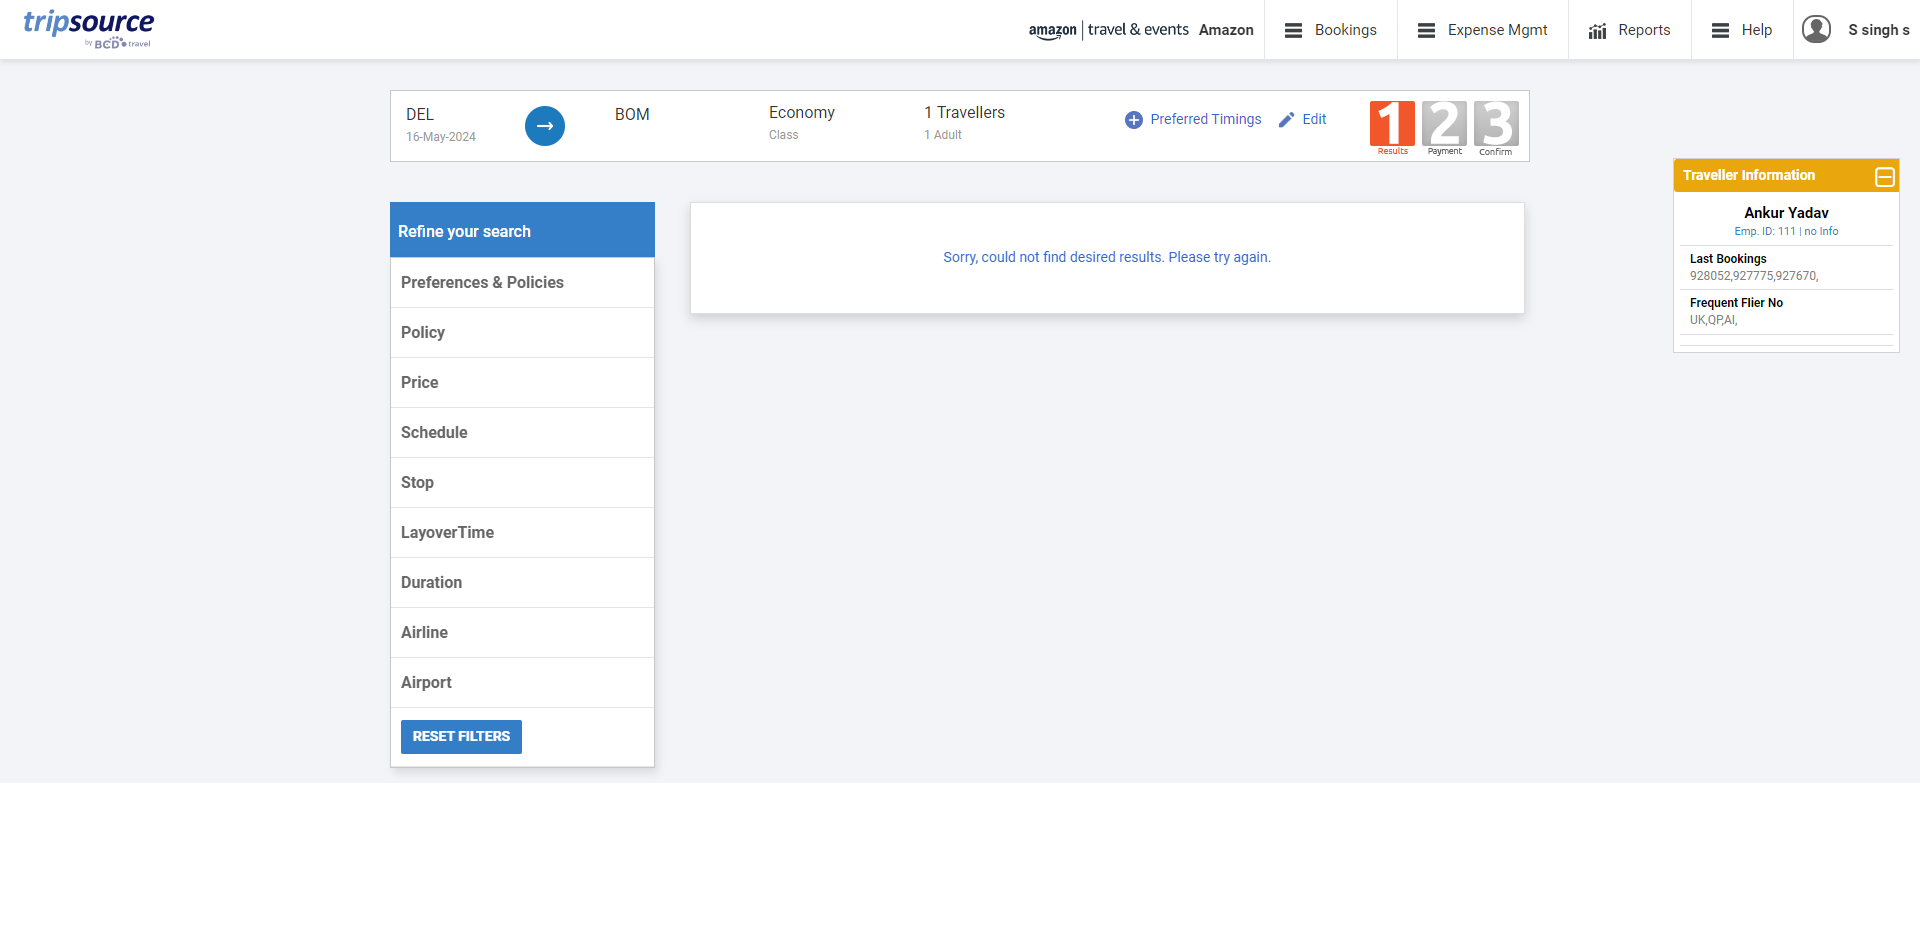 tripsource
by BCD travel
amazon | travel & events Amazon
Bookings
Expense Mgmt
Reports
Help
S singh s
DEL
16-May-2024
BOM
Economy
Class
1 Travellers
1 Adult
Preferred Timings
Edit
1
Results
2
Payment
3
Confirm
Traveller Information
Ankur Yadav
Emp. ID: 111 | no Info
Last Bookings
928052,927775,927670,
Frequent Flier No
UK,QP,AI,
Refine your search
Preferences & Policies
Policy
Price
Schedule
Stop
LayoverTime
Duration
Airline
Airport
RESET FILTERS
Sorry, could not find desired results. Please try again.